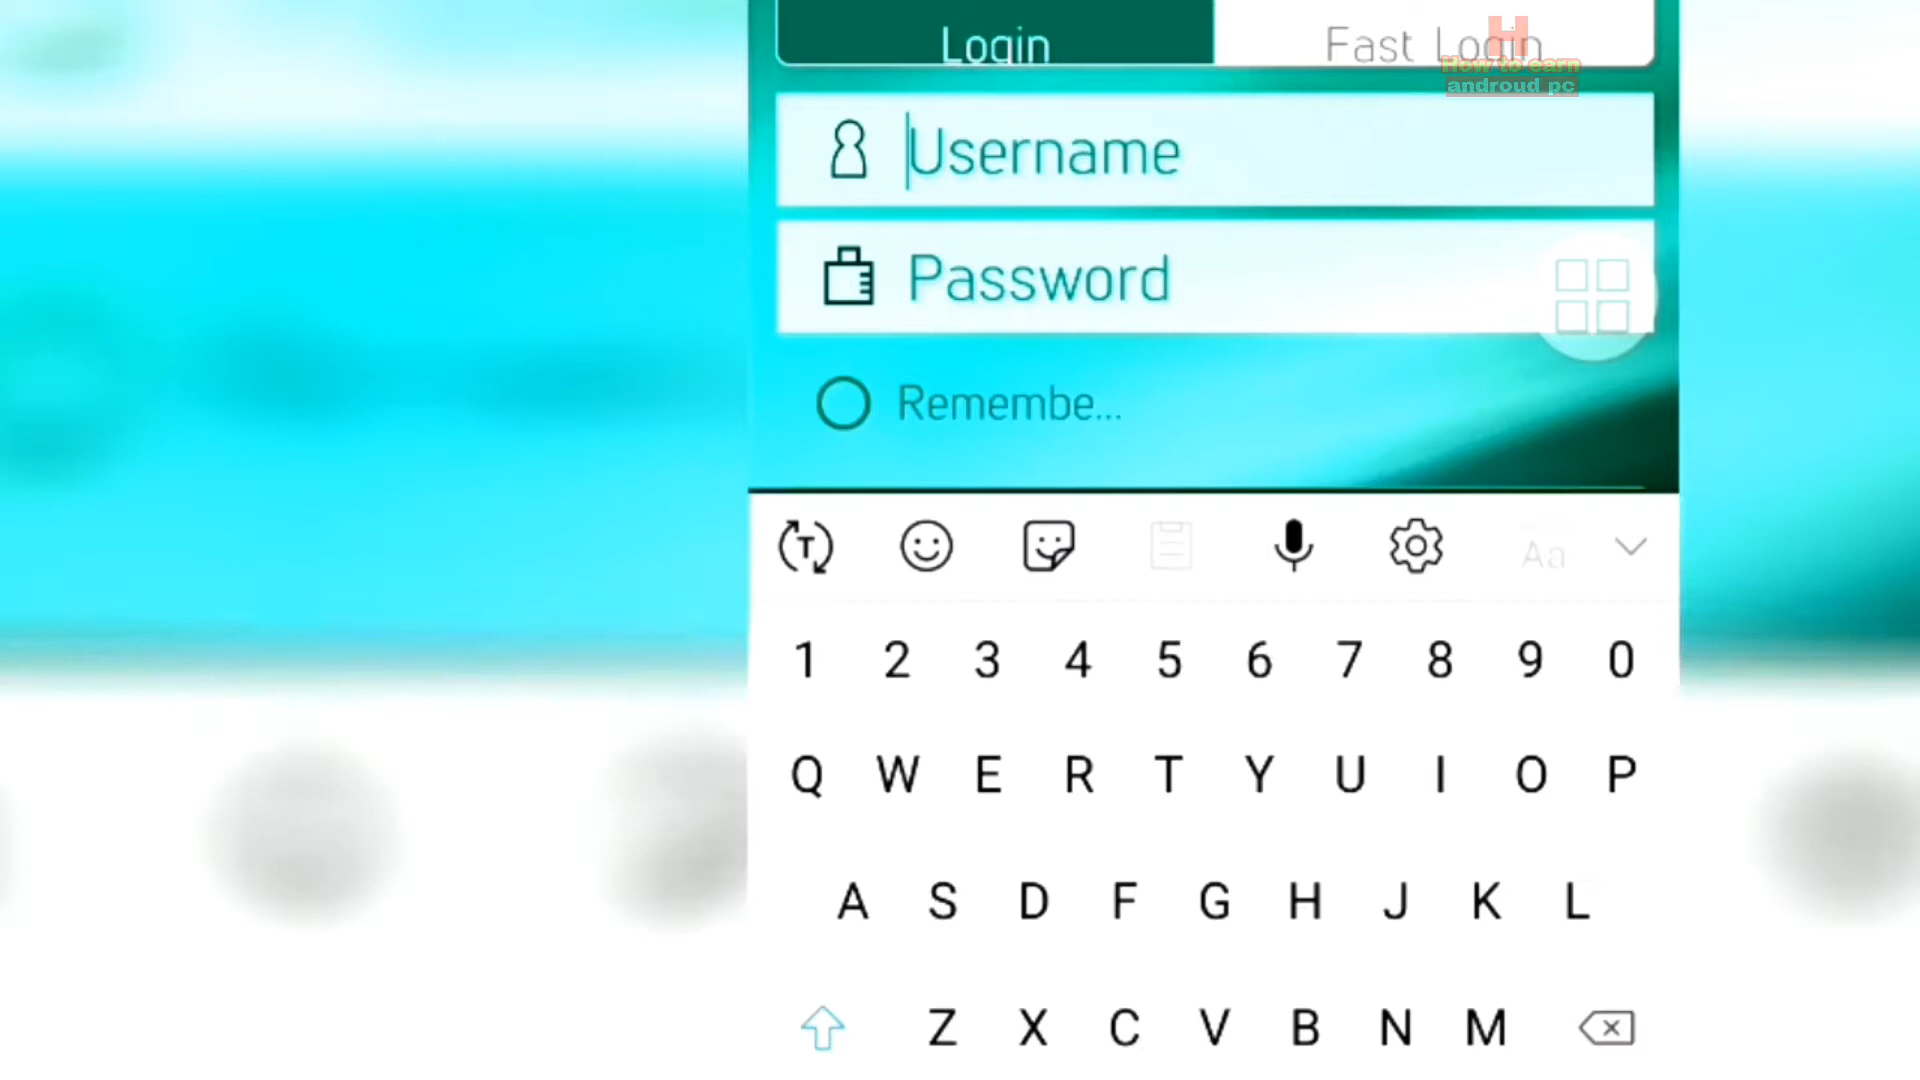 Login
Fast Login
H
How to earn
androud pc
Username
Password
Remembe...
T
Aa
1 2 3 4 5 6 7 8 9 0
Q W E R T Y U I O P
A S D F G H J K L
Z X C V B N M